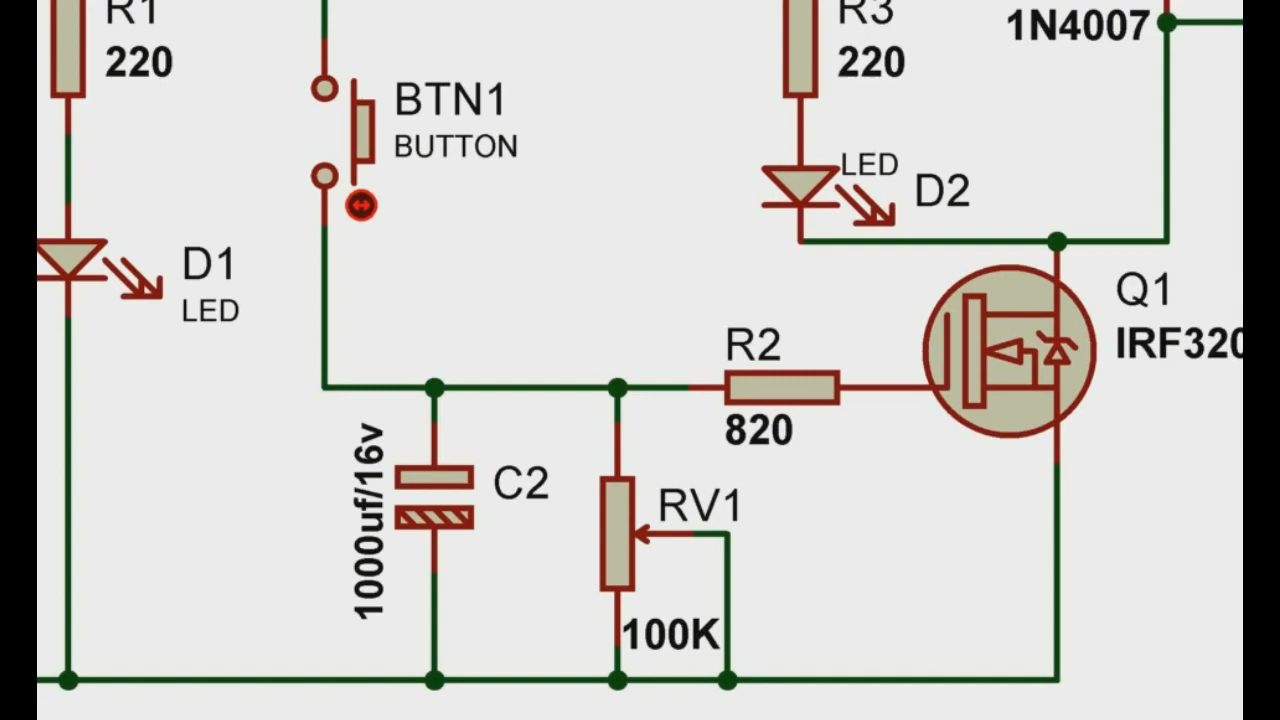 R1
220
BTN1
BUTTON
R3
220
1N4007
LED
D2
D1
LED
Q1
IRF320
R2
820
1000uf/16v
C2
RV1
100K